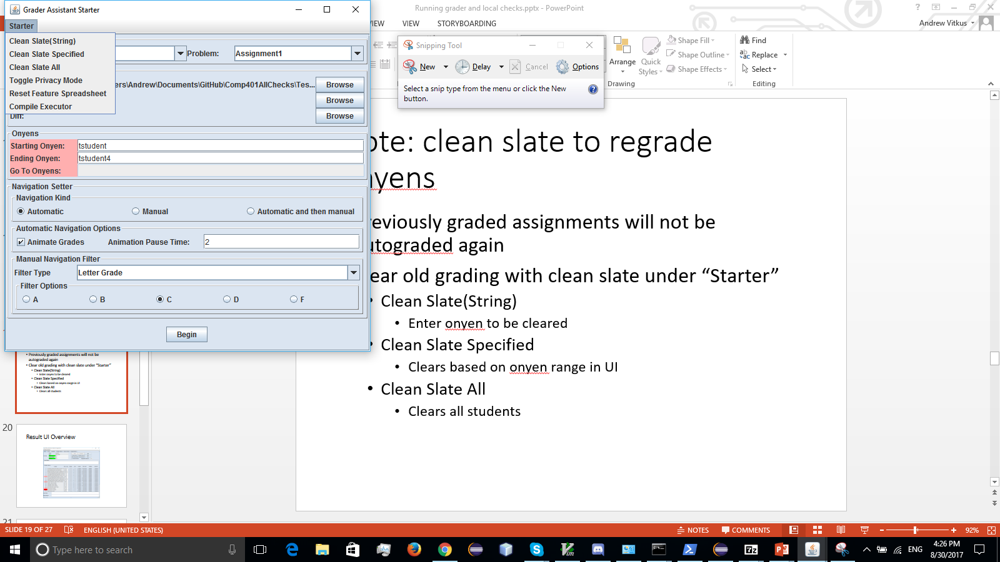 Grader Assistant Starter
Starter
Clean Slate(String)
Clean Slate Specified
Clean Slate All
Toggle Privacy Mode
Reset Feature Spreadsheet
Compile Executor
Problem:
Assignment1
ers\Andrew\Documents\GitHub\Comp401AllChecks\Tes...
Browse
Browse
Diff:
Browse
Onyens
Starting Onyen:
tstudent
Ending Onyen:
tstudent4
Go To Onyens:
Navigation Setter
Navigation Kind
Automatic
Manual
Automatic and then manual
Automatic Navigation Options
Animate Grades
Animation Pause Time:
2
Manual Navigation Filter
Filter Type
Letter Grade
Filter Options
A
B
C
D
F
Begin
Running grader and local checks.pptx - PowerPoint
IEW
VIEW
STORYBOARDING
Andrew Vitkus
Snipping Tool
New
Delay
Cancel
Options
Select a snip type from the menu or click the New
button.
Arrange
Quick
Styles
Shape Fill
Shape Outline
Shape Effects
Drawing
Find
Replace
Select
Editing
ote: clean slate to regrade
nyens
reviously graded assignments will not be
utograded again
ear old grading with clean slate under “Starter”
• Clean Slate(String)
• Enter onyen to be cleared
• Clean Slate Specified
• Clears based on onyen range in UI
• Clean Slate All
• Clears all students
Previously graded assignments will not be
autograded again
Clear old grading with clean slate under “Starter”
Clean Slate(String)
Enter onyen to be cleared
Clean Slate Specified
Clears based on onyen range in UI
Clean Slate All
Clears all students
20
Result UI Overview
21
SLIDE 19 OF 27
ENGLISH (UNITED STATES)
NOTES
COMMENTS
92%
Type here to search
ENG
4:26 PM
8/30/2017